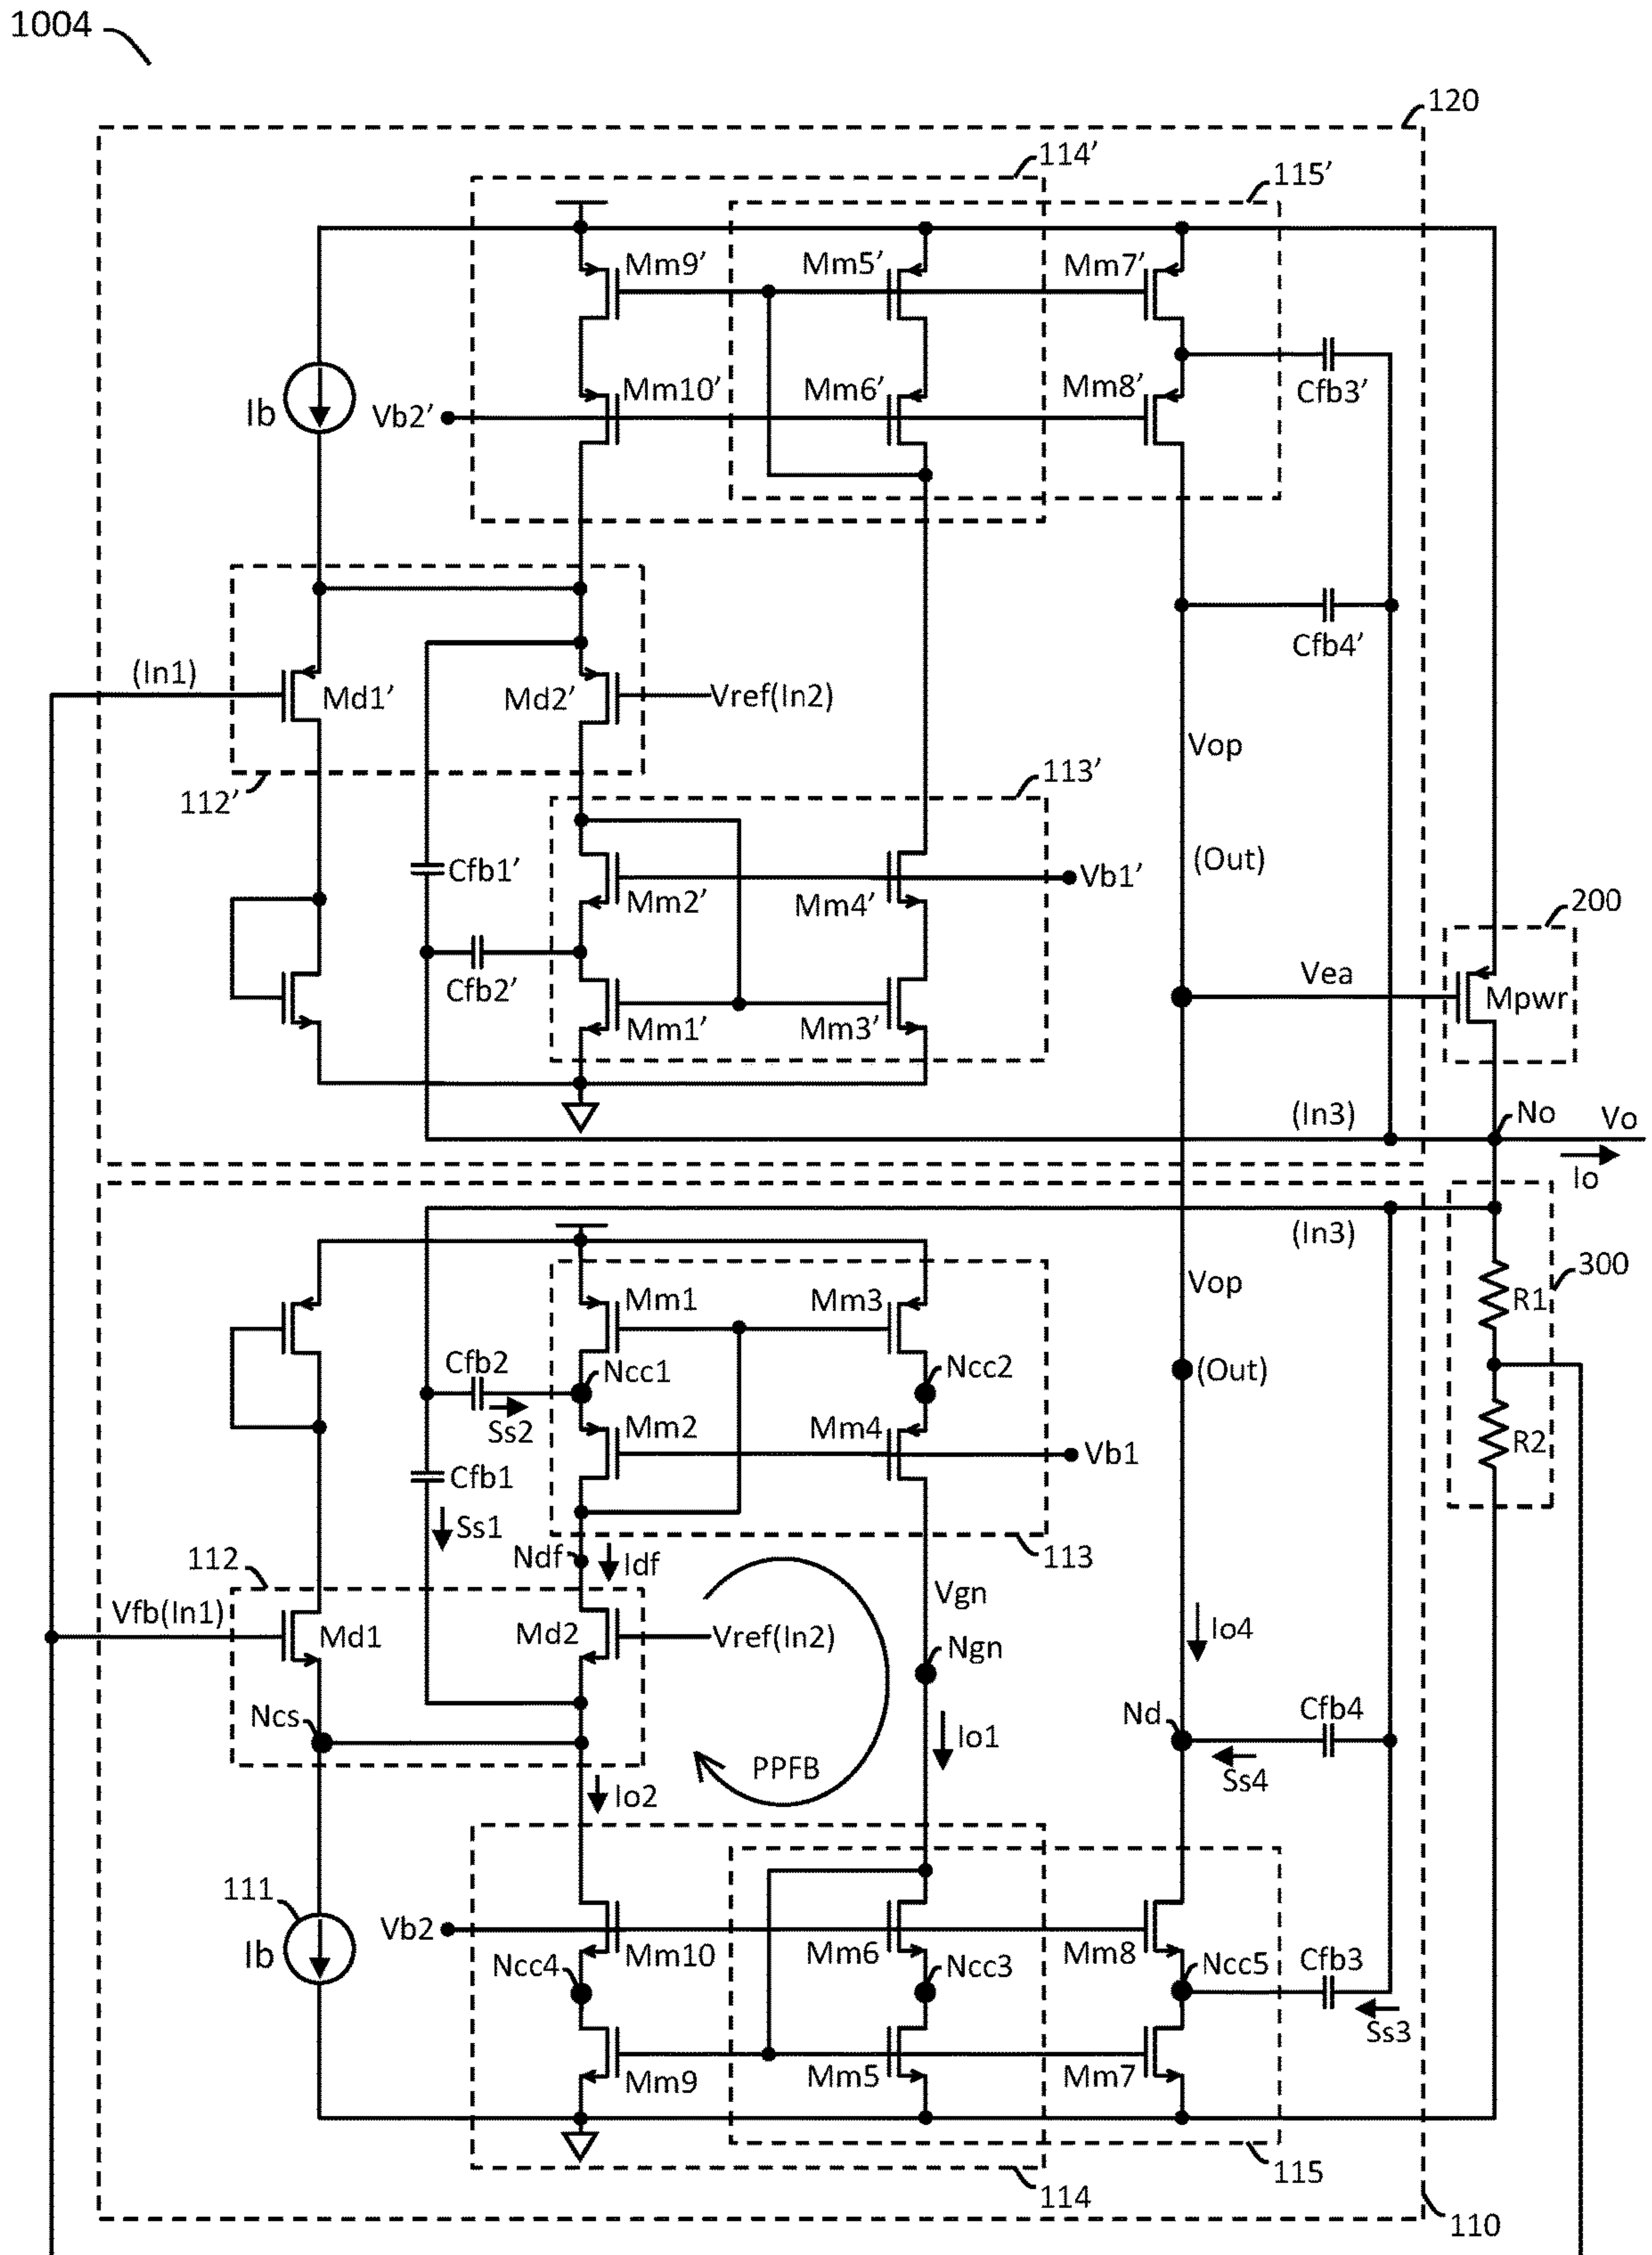 1004
120
114’
115’
Mm9’
Mm5’
Mm7’
Ib
Vb2’
Mm10’
Mm6’
Mm8’
Cfb3’
Cfb4’
(In1)
Md1’
Md2’
Vref(In2)
Vop
112’
113’
Cfb1’
(Out)
Mm2’
Mm4’
Vb1’
200
Cfb2’
Vea
Mpwr
Mm1’
Mm3’
(In3)
No
Vo
Io
(In3)
Vop
300
Mm1
Mm3
R1
Cfb2
Ncc1
Ncc2
(Out)
Ss2
Mm2
Mm4
Vb1
R2
Cfb1
Ss1
112
Ndf
Idf
113
Vgn
Vfb(In1)
Md1
Md2
Vref(In2)
Ngn
Io4
Ncs
Nd
Cfb4
Io1
PPFB
Ss4
Io2
111
Ib
Vb2
Mm10
Mm6
Mm8
Ncc4
Ncc3
Ncc5
Cfb3
Ss3
Mm9
Mm5
Mm7
115
114
110